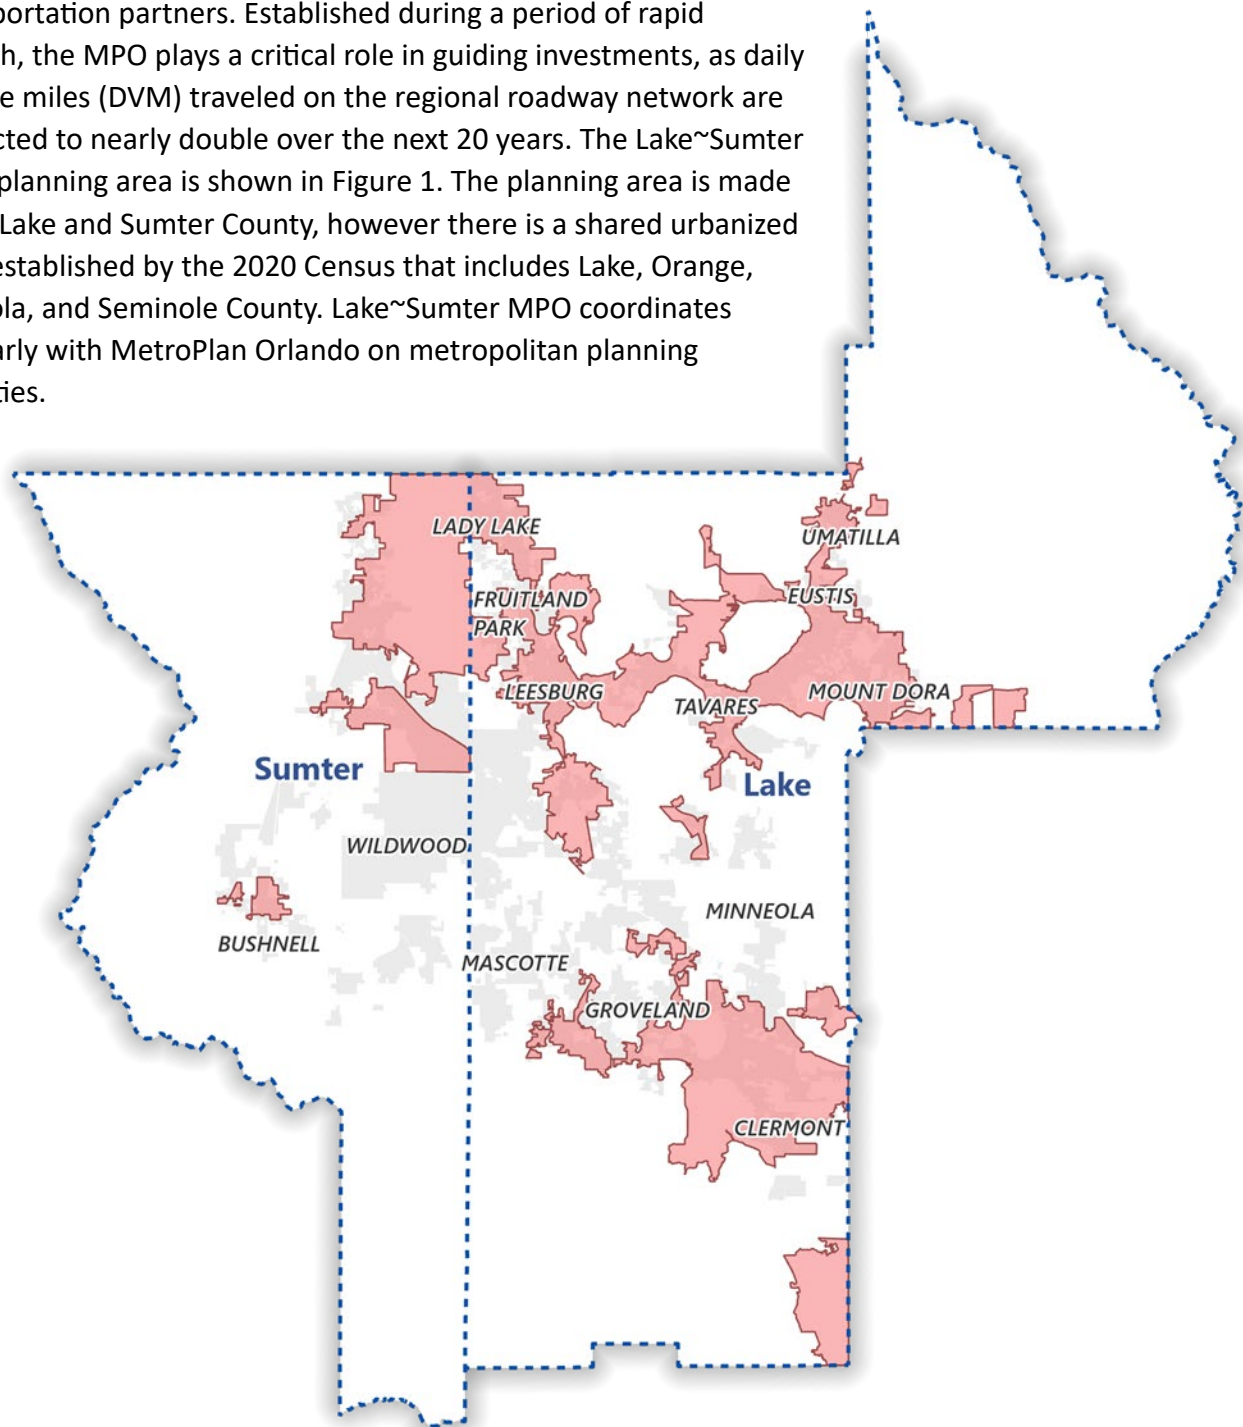 portation partners. Established during a period of rapid
h, the MPO plays a critical role in guiding investments, as daily
e miles (DVM) traveled on the regional roadway network are
cted to nearly double over the next 20 years. The Lake~Sumter
planning area is shown in Figure 1. The planning area is made
Lake and Sumter County, however there is a shared urbanized
established by the 2020 Census that includes Lake, Orange,
ola, and Seminole County. Lake~Sumter MPO coordinates
arly with MetroPlan Orlando on metropolitan planning
ties.
LADY LAKE
UMATILLA
FRUITLAND
PARK
EUSTIS
LEESBURG
TAVARES
MOUNT DORA
Sumter
Lake
WILDWOOD
MINNEOLA
BUSHNELL
MASCOTTE
GROVELAND
CLERMONT